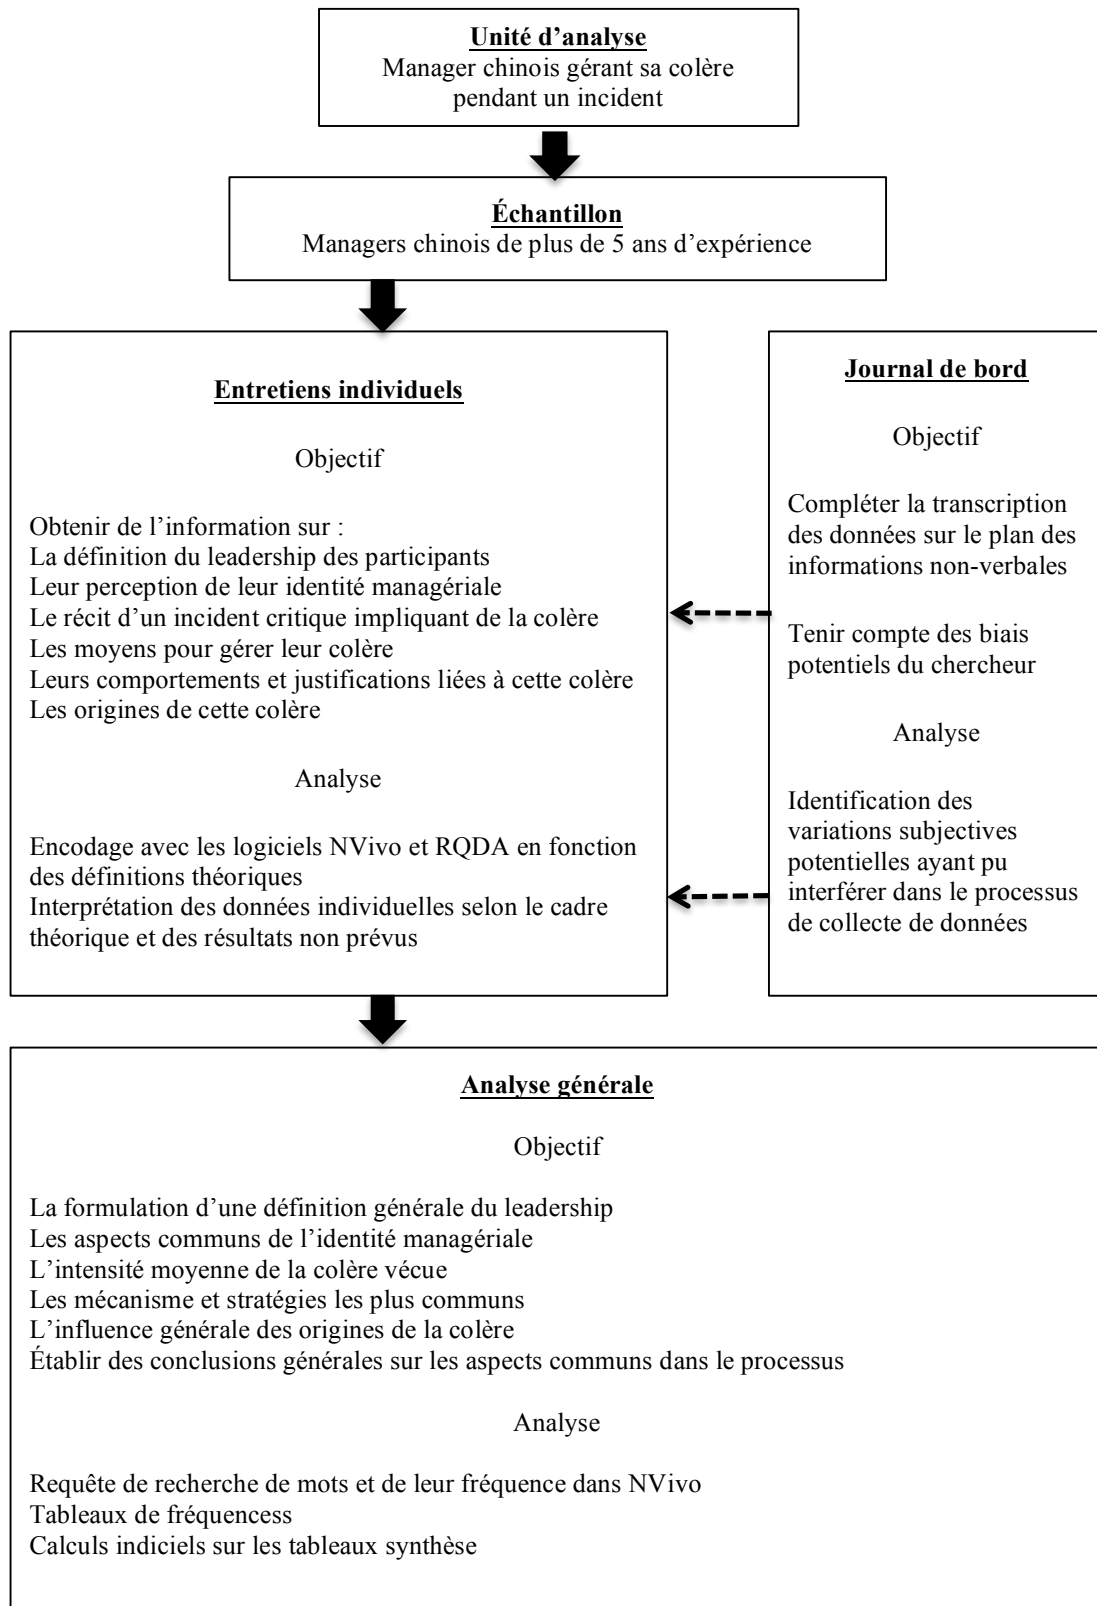 Unité d’analyse
Manager chinois gérant sa colère
pendant un incident
Échantillon
Managers chinois de plus de 5 ans d’expérience
Entretiens individuels
Objectif
Obtenir de l’information sur :
La définition du leadership des participants
Leur perception de leur identité managériale
Le récit d’un incident critique impliquant de la colère
Les moyens pour gérer leur colère
Leurs comportements et justifications liées à cette colère
Les origines de cette colère
Analyse
Encodage avec les logiciels NVivo et RQDA en fonction
des définitions théoriques
Interprétation des données individuelles selon le cadre
théorique et des résultats non prévus
Journal de bord
Objectif
Compléter la transcription
des données sur le plan des
informations non-verbales
Tenir compte des biais
potentiels du chercheur
Analyse
Identification des
variations subjectives
potentielles ayant pu
interférer dans le processus
de collecte de données
Analyse générale
Objectif
La formulation d’une définition générale du leadership
Les aspects communs de l’identité managériale
L’intensité moyenne de la colère vécue
Les mécanisme et stratégies les plus communs
L’influence générale des origines de la colère
Établir des conclusions générales sur les aspects communs dans le processus
Analyse
Requête de recherche de mots et de leur fréquence dans NVivo
Tableaux de fréquencess
Calculs indiciels sur les tableaux synthèse